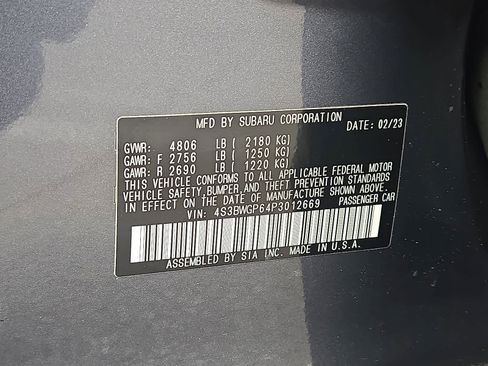 MFD BY SUBARU CORPORATION
DATE: 02/23
GVWR: 4806 LB ( 2180 KG)
GAWR: F 2756 LB ( 1250 KG)
GAWR: R 2690 LB ( 1220 KG)
THIS VEHICLE CONFORMS TO ALL APPLICABLE FEDERAL MOTOR
VEHICLE SAFETY, BUMPER, AND THEFT PREVENTION STANDARDS
IN EFFECT ON THE DATE OF MANUFACTURE SHOWN ABOVE.
VIN: 4S3BWGP64P3012669 PASSENGER CAR
ASSEMBLED BY SIA INC. MADE IN U.S.A.